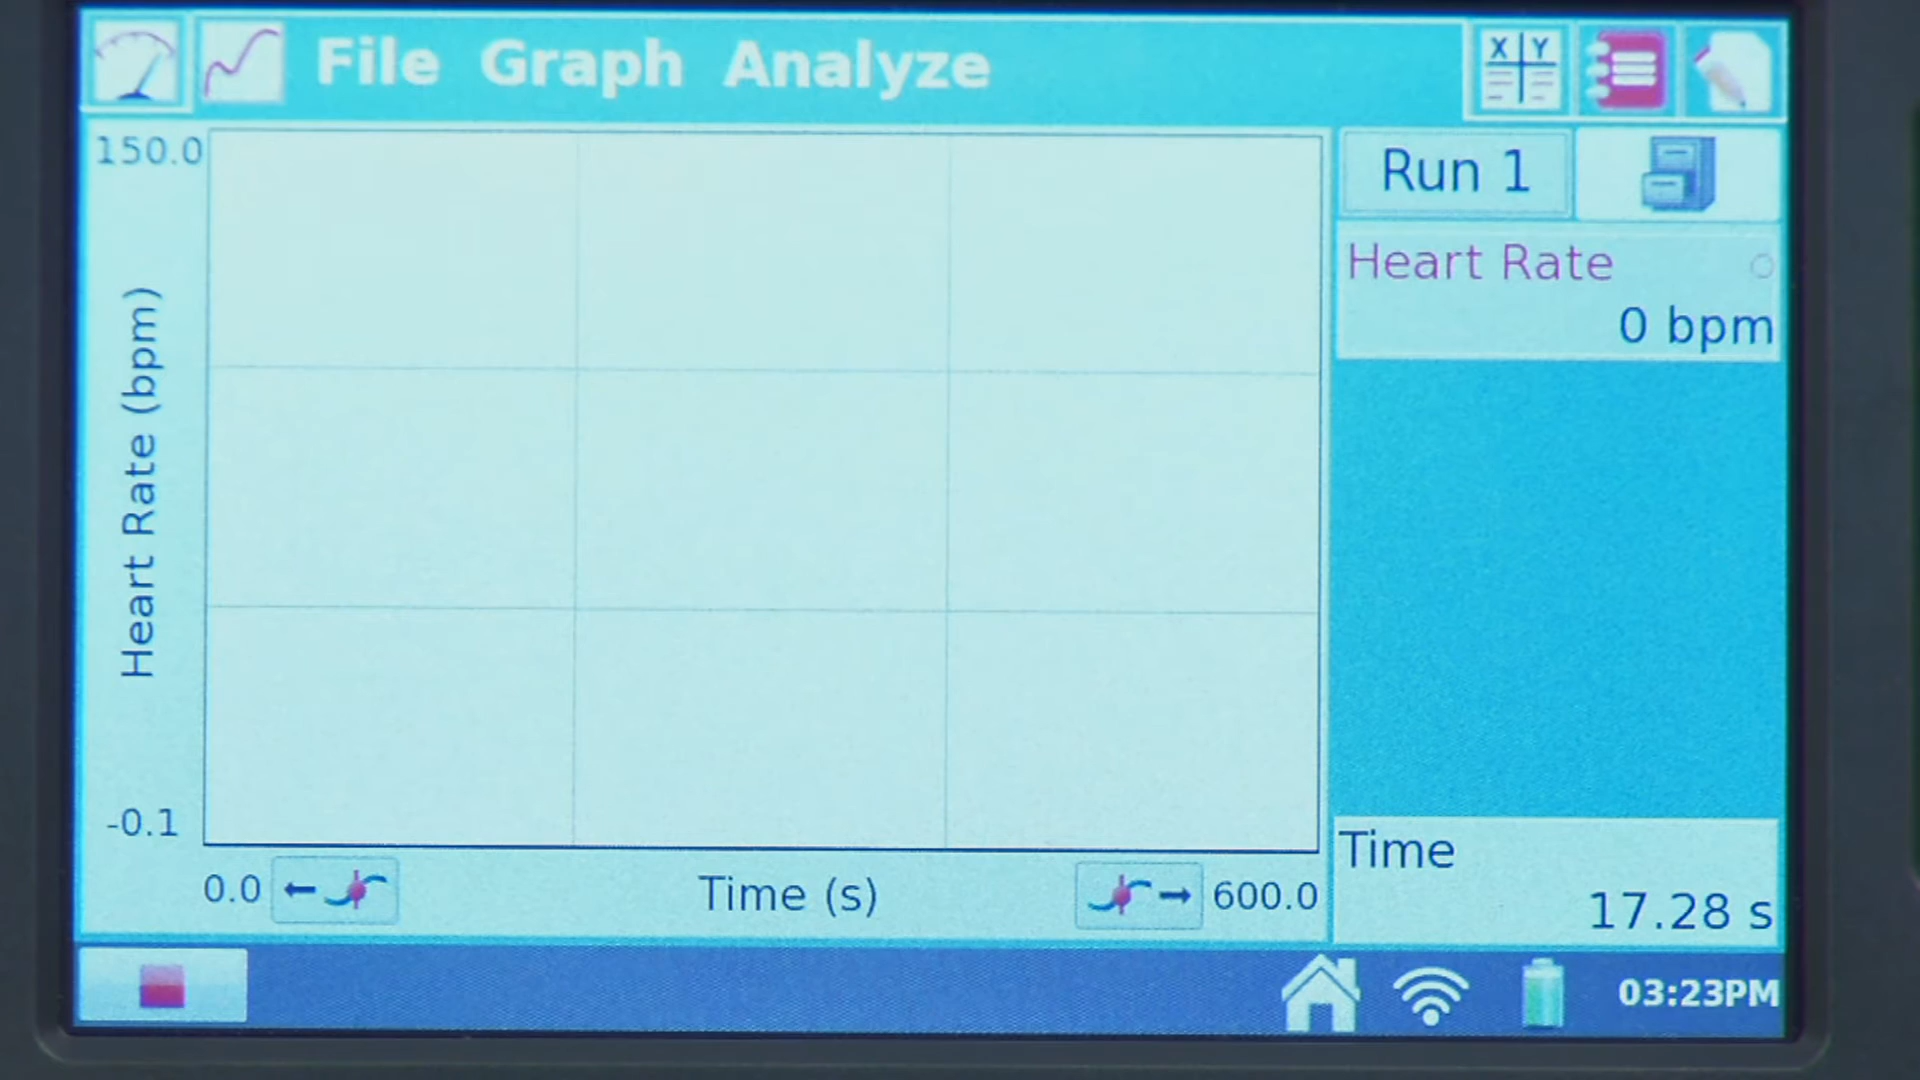 File Graph Analyze
X Y
150.0
Run 1
Heart Rate
0 bpm
Heart Rate (bpm)
-0.1
0.0
Time (s)
600.0
Time
17.28 s
03:23PM